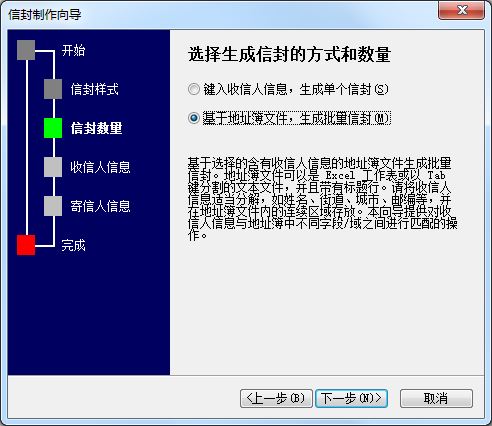 信封制作向导
开始
信封样式
信封数量
收信人信息
寄信人信息
完成
选择生成信封的方式和数量
键入收信人信息，生成单个信封(S)
基于地址簿文件，生成批量信封(M)
基于选择的含有收信人信息的地址簿文件生成批量
信封。地址簿文件可以是 Excel 工作表或以 Tab
键分割的文本文件，并且带有标题行。请将收信人
信息适当分解，如姓名、街道、城市、邮编等，并
在地址簿文件内的连续区域存放。本向导提供对收
信人信息与地址簿中不同字段/域之间进行匹配的操
作。
<上一步(B)
下一步(N)>
取消